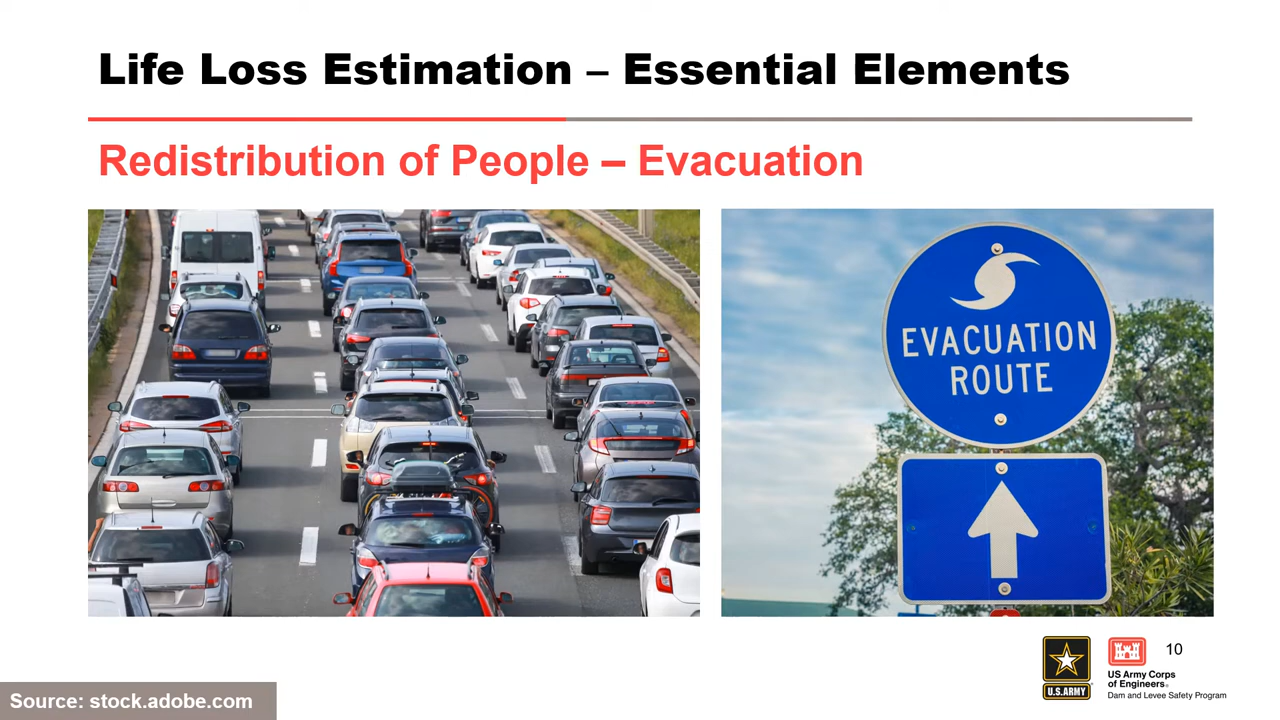 Life Loss Estimation – Essential Elements
Redistribution of People – Evacuation
EVACUATION
ROUTE
10
U.S. ARMY
US Army Corps
of Engineers®
Dam and Levee Safety Program
Source: stock.adobe.com